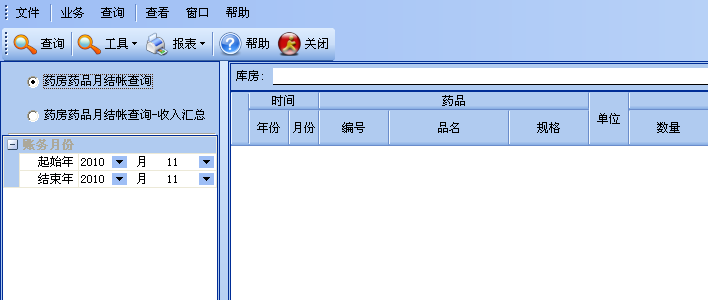 文件 业务 查询 查看 窗口 帮助
查询 工具 报表 帮助 关闭
药房药品月结帐查询
药房药品月结帐查询-收入汇总
账务月份
起始年 2010 月 11
结束年 2010 月 11
库房:
时间 药品 单位
年份 月份 编号 品名 规格 数量